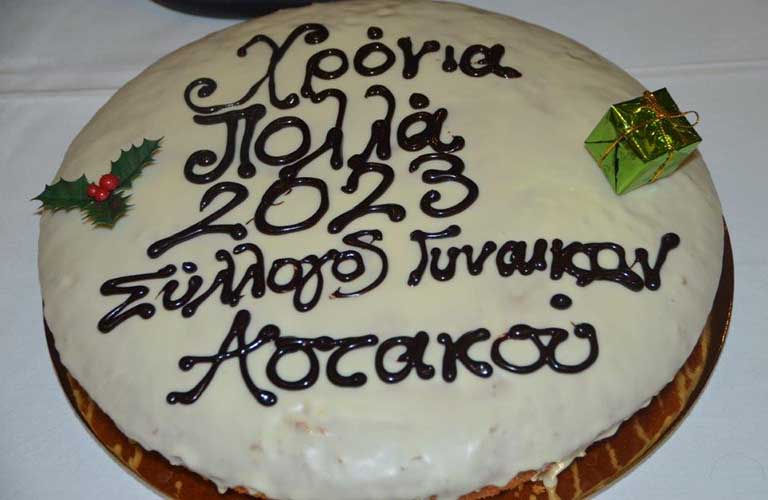 Χρόνια
Πολλά
2023
Σύλλογος Γυναικών
Αστακού